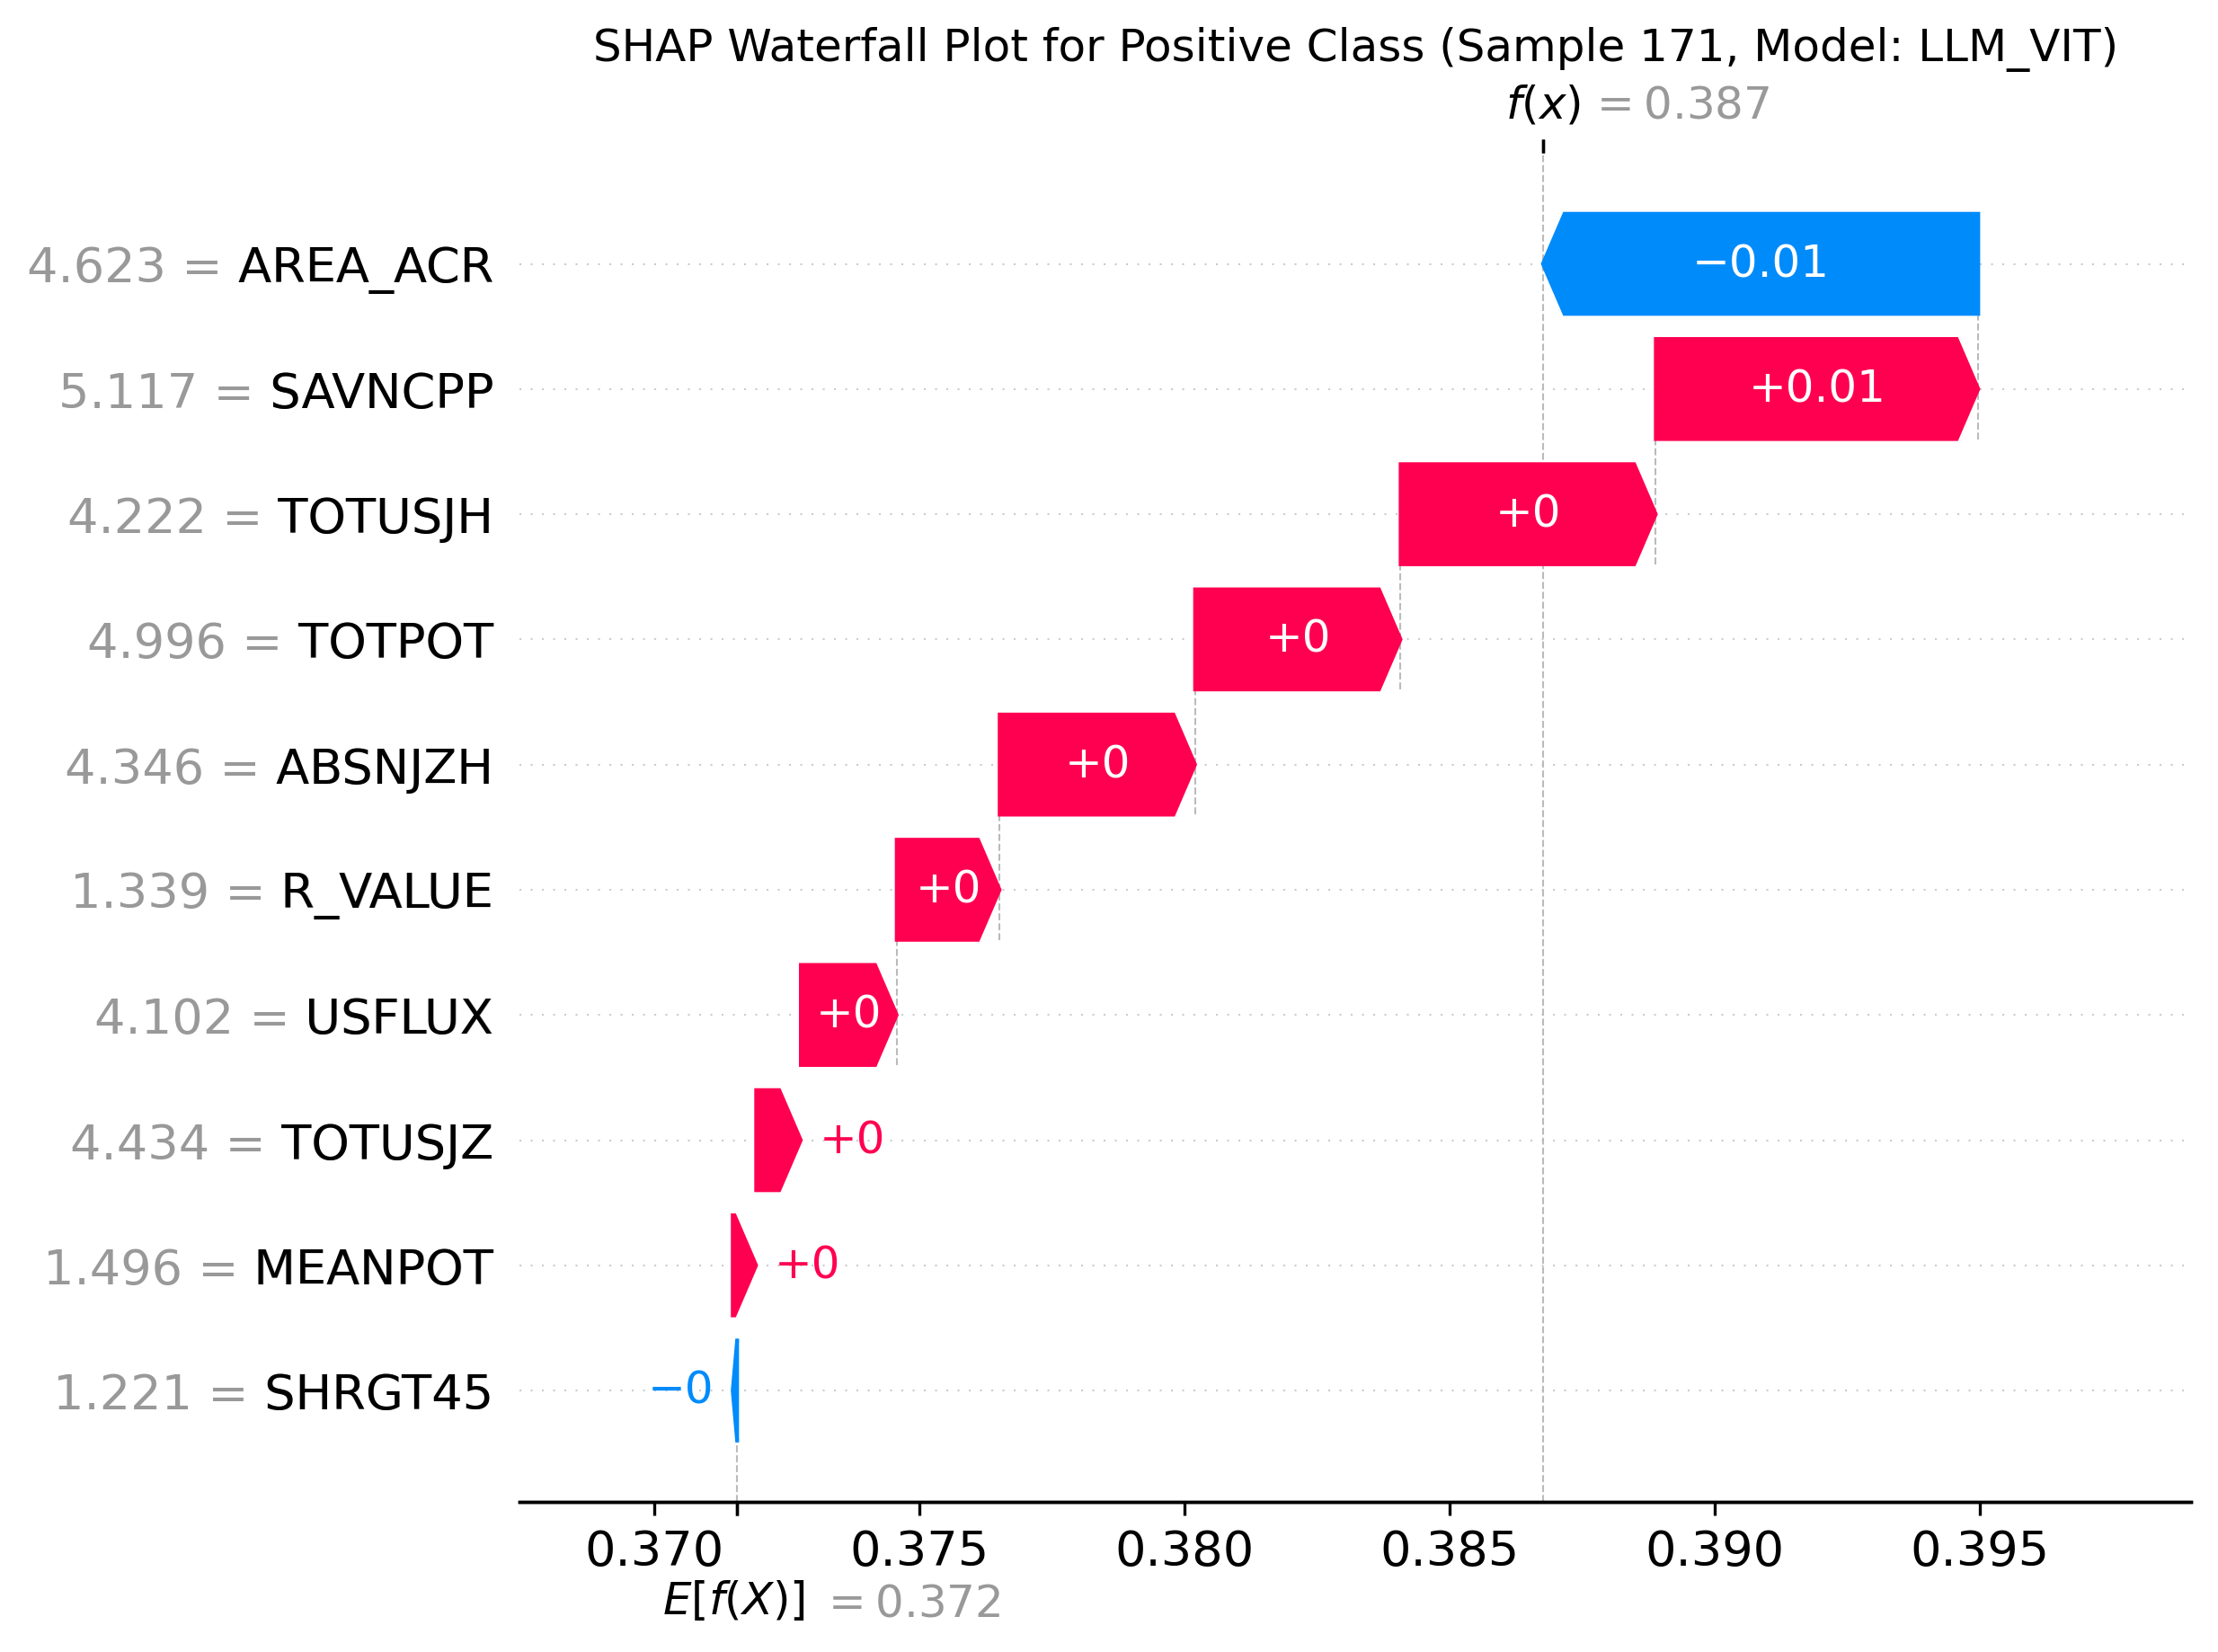 SHAP Waterfall Plot for Positive Class (Sample 171, Model: LLM_VIT)
f(x) = 0.387
4.623 = AREA_ACR −0.01
5.117 = SAVNCPP +0.01
4.222 = TOTUSJH +0
4.996 = TOTPOT +0
4.346 = ABSNJZH +0
1.339 = R_VALUE +0
4.102 = USFLUX +0
4.434 = TOTUSJZ +0
1.496 = MEANPOT +0
1.221 = SHRGT45 −0
0.370 0.375 0.380 0.385 0.390 0.395
E[f(X)] = 0.372